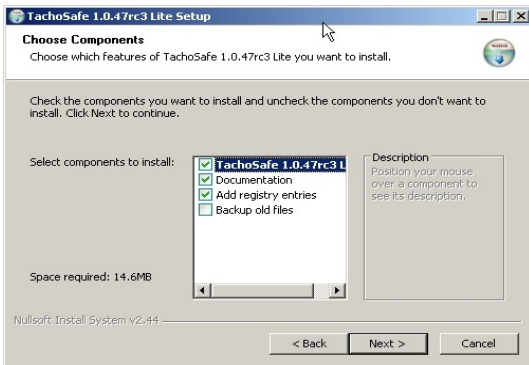 TachoSafe 1.0.47rc3 Lite Setup
Choose Components
Choose which features of TachoSafe 1.0.47rc3 Lite you want to install.
Check the components you want to install and uncheck the components you don't want to
install. Click Next to continue.
Select components to install:
TachoSafe 1.0.47rc3 L
Documentation
Add registry entries
Backup old files
Description
Position your mouse
over a component to
see its description.
Space required: 14.6MB
Nullsoft Install System v2.44
< Back
Next >
Cancel